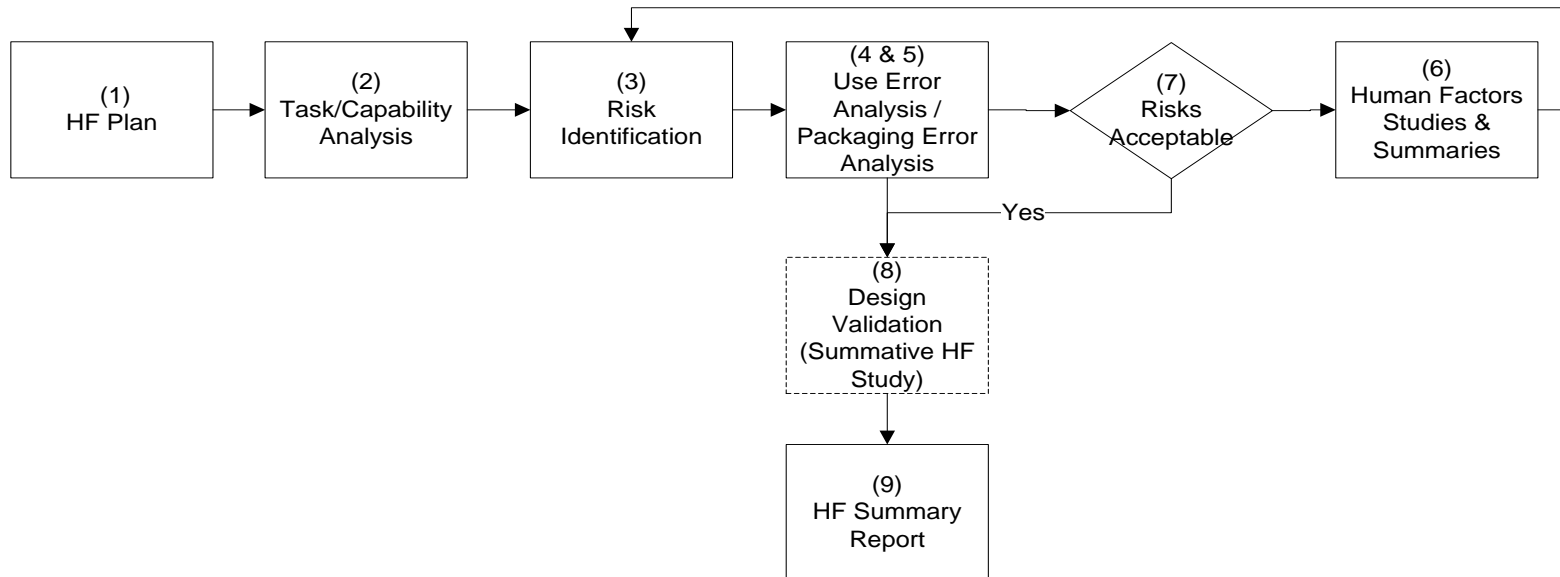 (1)
HF Plan
(2)
Task/Capability
Analysis
(3)
Risk
Identification
(4 & 5)
Use Error
Analysis /
Packaging Error
Analysis
(7)
Risks
Acceptable
(6)
Human Factors
Studies &
Summaries
Yes
(8)
Design
Validation
(Summative HF
Study)
(9)
HF Summary
Report